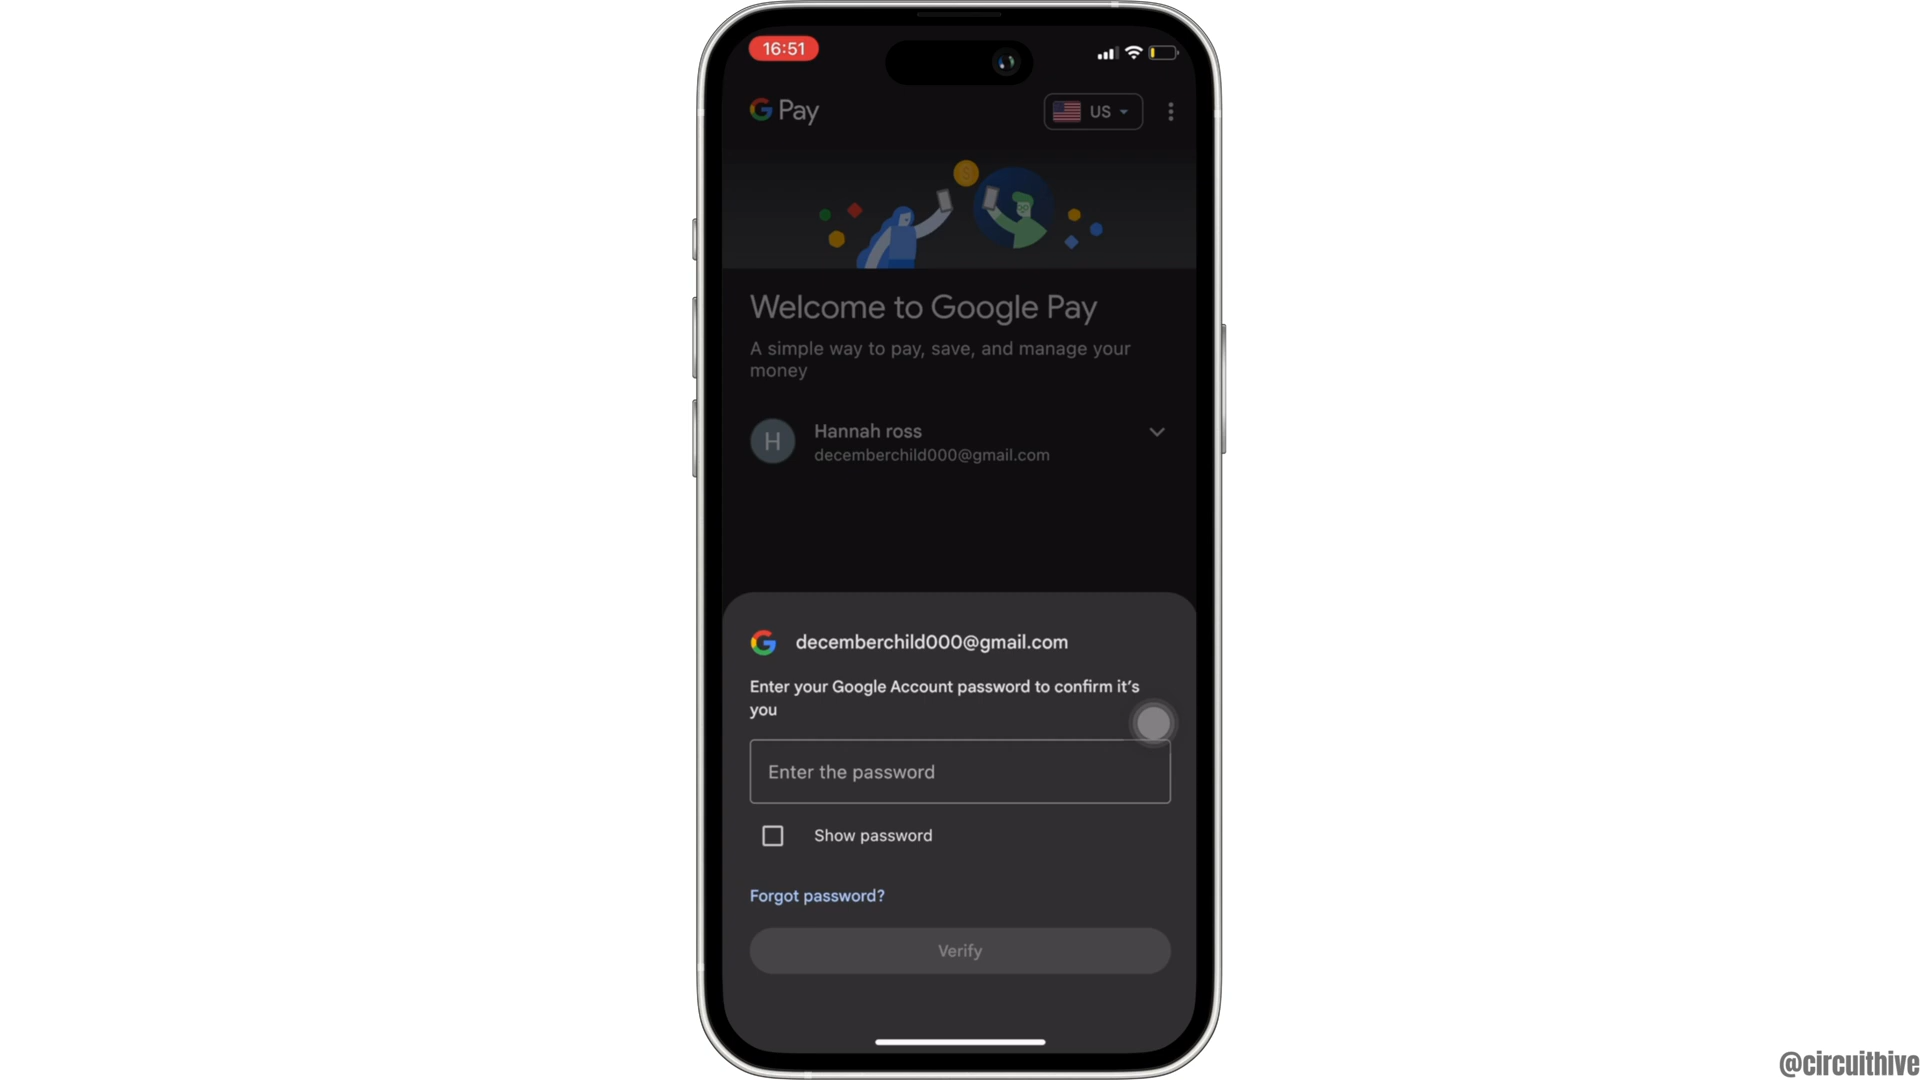 16:51
G Pay
US
Welcome to Google Pay
A simple way to pay, save, and manage your
money
H
Hannah ross
decemberchild000@gmail.com
decemberchild000@gmail.com
Enter your Google Account password to confirm it's
you
Enter the password
Show password
Forgot password?
Verify
@circuithive